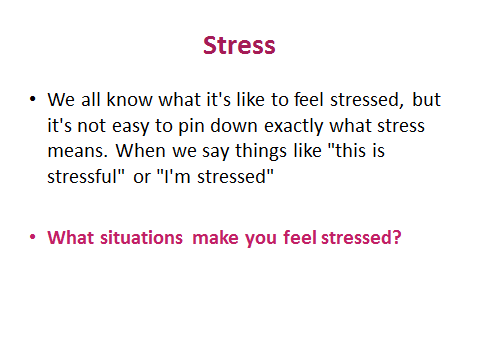 Stress
• We all know what it's like to feel stressed, but
it's not easy to pin down exactly what stress
means. When we say things like "this is
stressful" or "I'm stressed"
• What situations make you feel stressed?